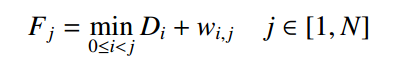 F_j = min_{0≤i<j} D_i + w_{i,j}   j ∈ [1, N]